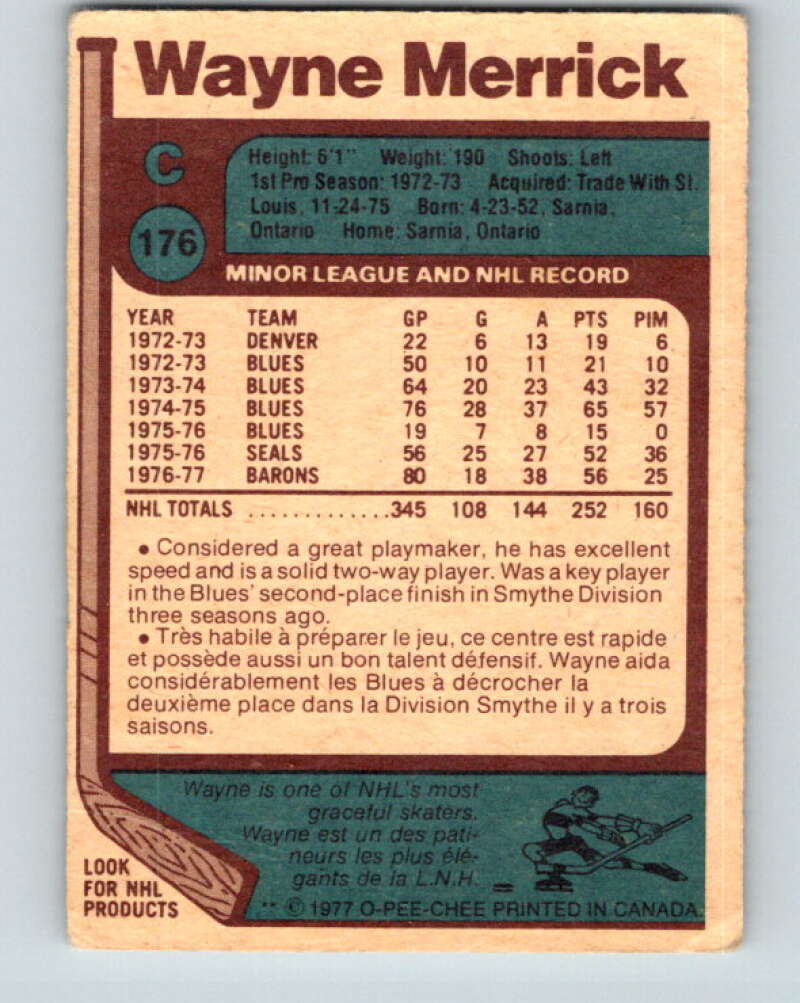 Wayne Merrick
C
176
Height: 6'1" Weight: 190 Shoots: Left
1st Pro Season: 1972-73 Acquired: Trade With St.
Louis, 11-24-75 Born: 4-23-52, Sarnia,
Ontario Home: Sarnia, Ontario
MINOR LEAGUE AND NHL RECORD
YEAR TEAM GP G A PTS PIM
1972-73 DENVER 22 6 13 19 6
1972-73 BLUES 50 10 11 21 10
1973-74 BLUES 64 20 23 43 32
1974-75 BLUES 76 28 37 65 57
1975-76 BLUES 19 7 8 15 0
1975-76 SEALS 56 25 27 52 36
1976-77 BARONS 80 18 38 56 25
NHL TOTALS .............345 108 144 252 160
• Considered a great playmaker, he has excellent
speed and is a solid two-way player. Was a key player
in the Blues' second-place finish in Smythe Division
three seasons ago.
• Très habile à préparer le jeu, ce centre est rapide
et possède aussi un bon talent défensif. Wayne aida
considérablement les Blues à décrocher la
deuxième place dans la Division Smythe il y a trois
saisons.
Wayne is one of NHL's most
graceful skaters.
Wayne est un des pati-
neurs les plus élé-
gants de la L.N.H.
LOOK
FOR NHL
PRODUCTS
** © 1977 O-PEE-CHEE PRINTED IN CANADA.